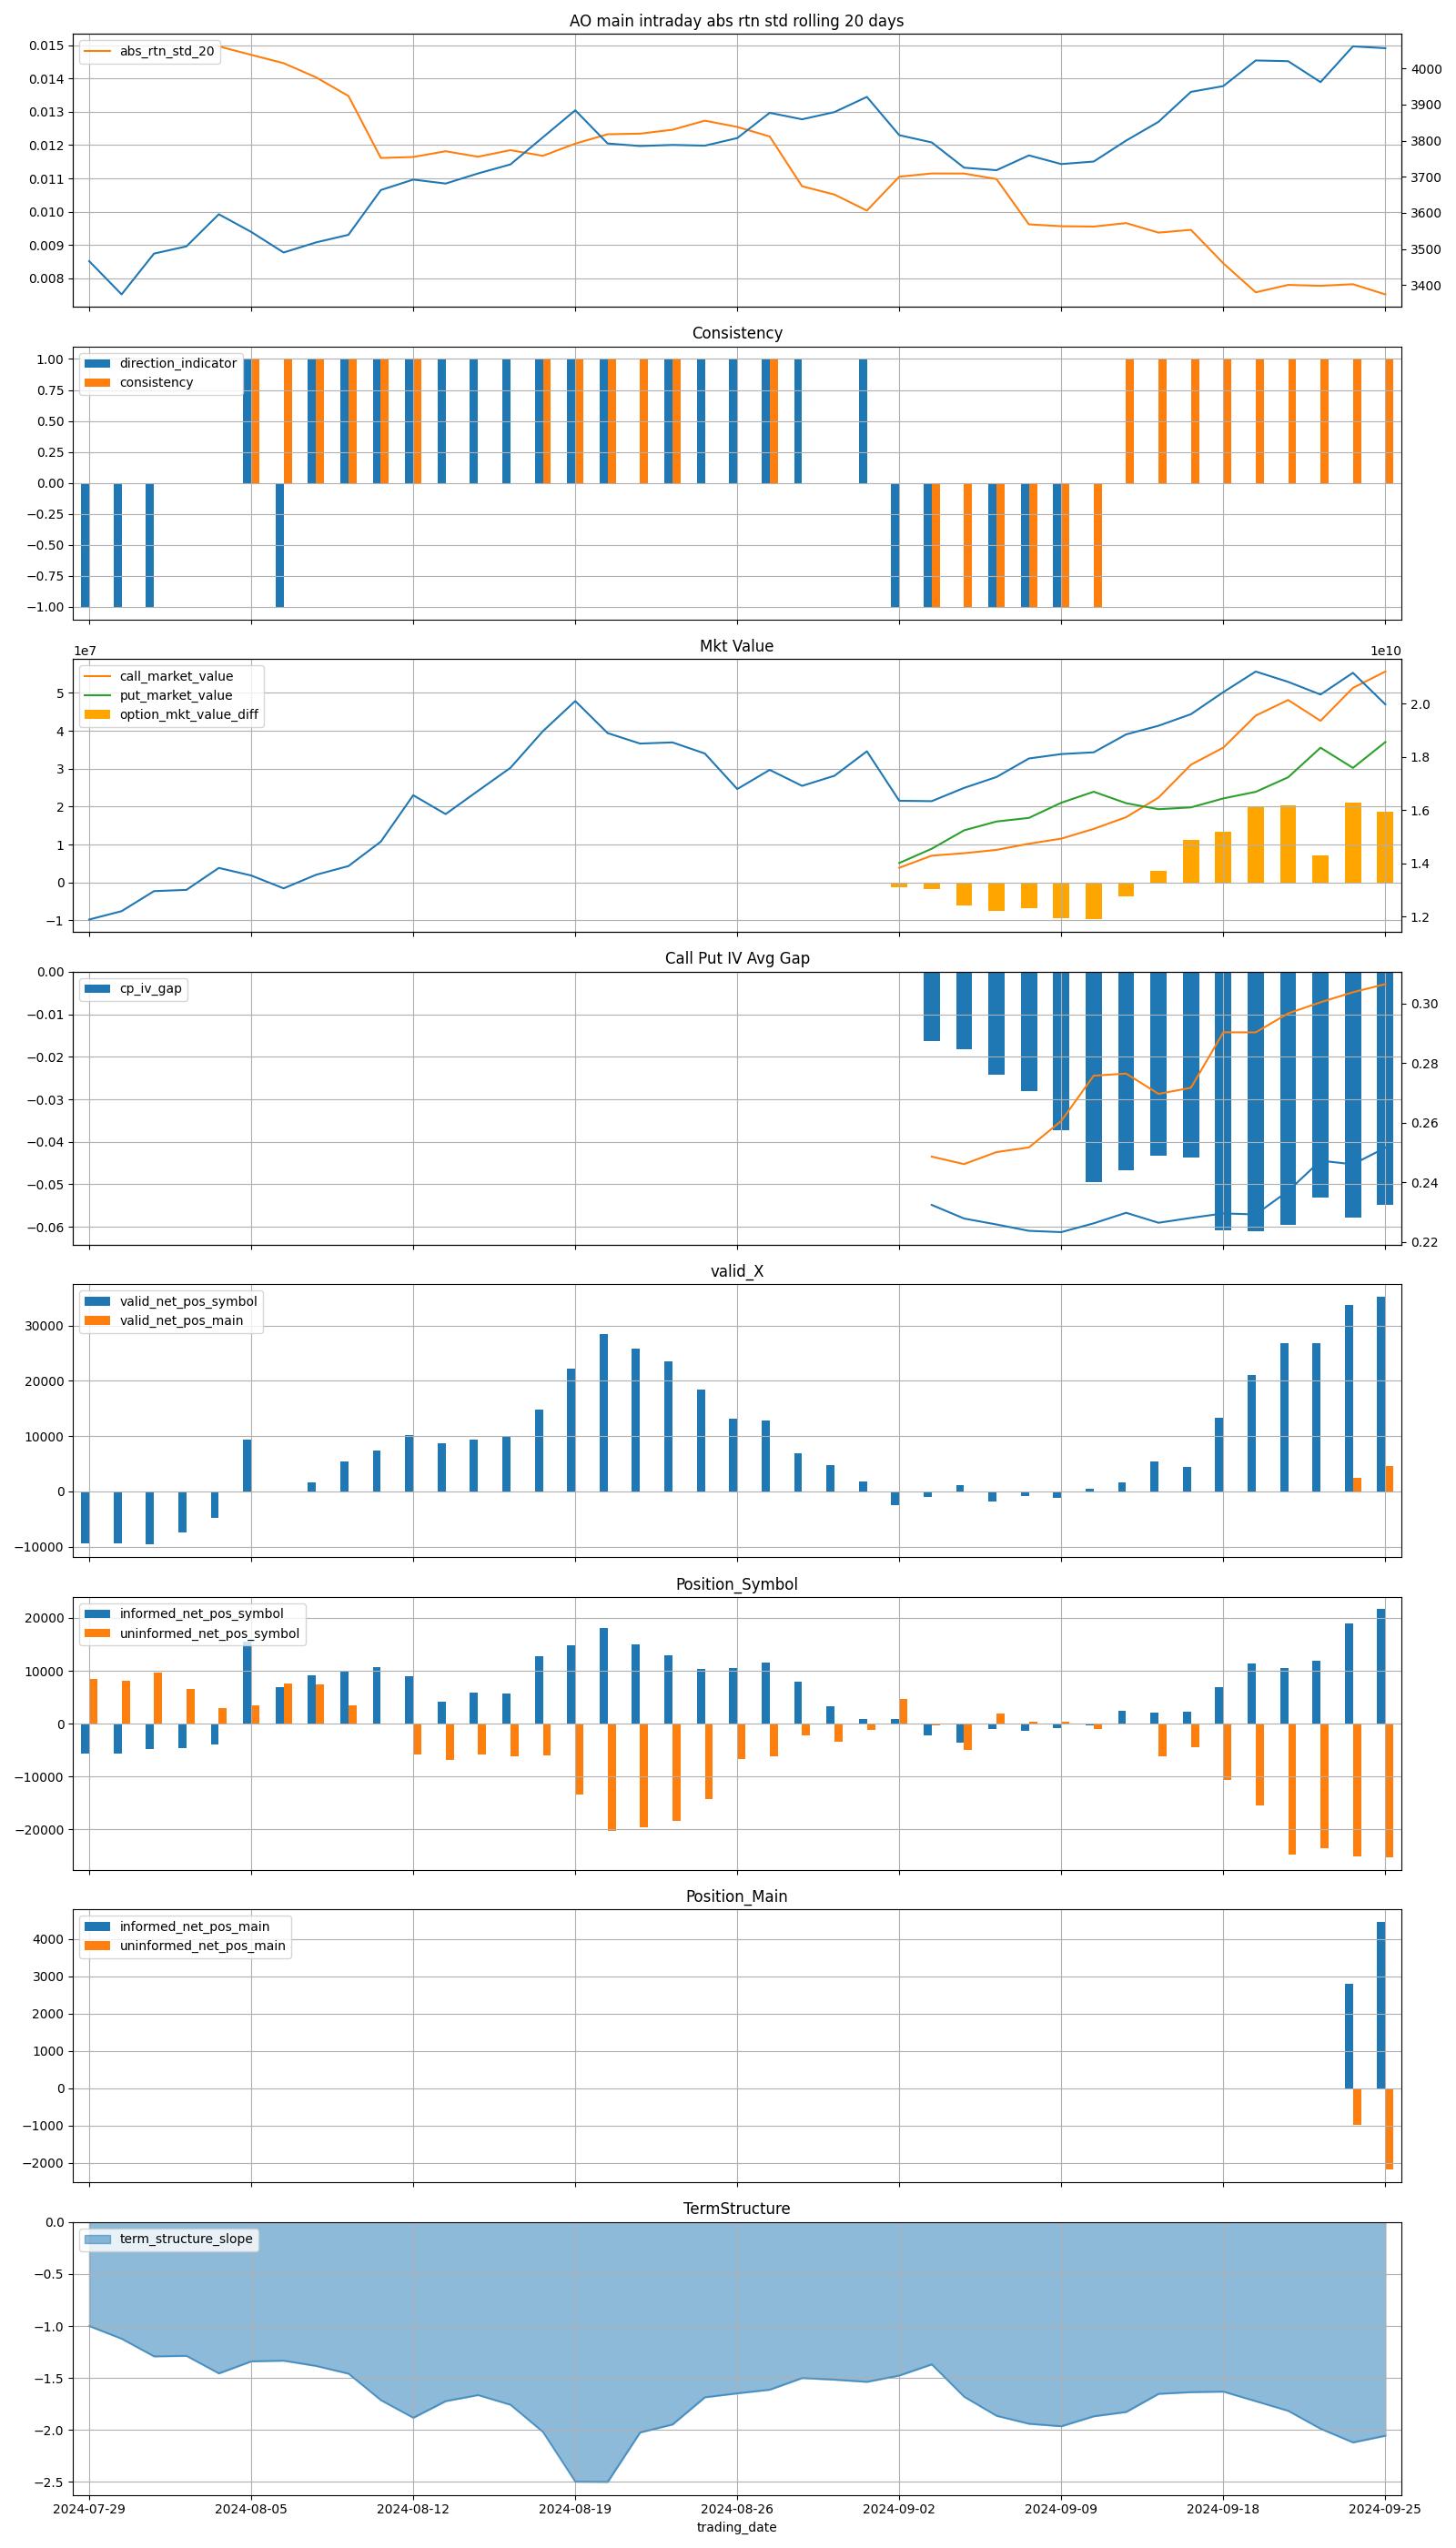 AO main intraday abs rtn std rolling 20 days
abs_rtn_std_20
0.015
0.014
0.013
0.012
0.011
0.010
0.009
0.008
4000
3900
3800
3700
3600
3500
3400
Consistency
direction_indicator
consistency
1.00
0.75
0.50
0.25
0.00
−0.25
−0.50
−0.75
−1.00
Mkt Value
1e7
1e10
call_market_value
put_market_value
option_mkt_value_diff
5
4
3
2
1
0
−1
2.0
1.8
1.6
1.4
1.2
Call Put IV Avg Gap
cp_iv_gap
0.00
−0.01
−0.02
−0.03
−0.04
−0.05
−0.06
0.30
0.28
0.26
0.24
0.22
valid_X
valid_net_pos_symbol
valid_net_pos_main
30000
20000
10000
0
−10000
Position_Symbol
informed_net_pos_symbol
uninformed_net_pos_symbol
20000
10000
0
−10000
−20000
Position_Main
informed_net_pos_main
uninformed_net_pos_main
4000
3000
2000
1000
0
−1000
−2000
TermStructure
term_structure_slope
0.0
−0.5
−1.0
−1.5
−2.0
−2.5
2024-07-29 2024-08-05 2024-08-12 2024-08-19 2024-08-26 2024-09-02 2024-09-09 2024-09-18 2024-09-25
trading_date